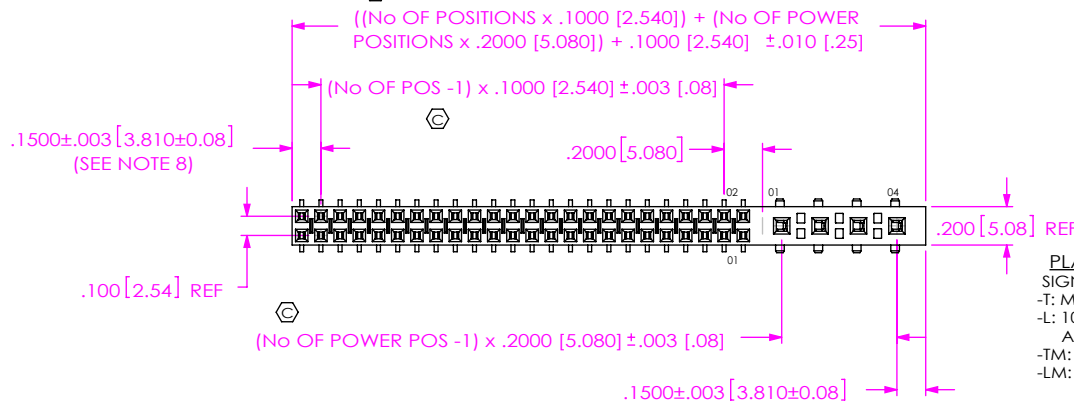 ((No OF POSITIONS x .1000 [2.540]) + (No OF POWER
POSITIONS x .2000 [5.080]) + .1000 [2.540] ±.010 [.25]
(No OF POS -1) x .1000 [2.540] ±.003 [.08]
C
.1500±.003 [3.810±0.08]
(SEE NOTE 8)
.2000 [5.080]
02
01
04
.200 [5.08] REF
01
.100 [2.54] REF
C
(No OF POWER POS -1) x .2000 [5.080] ±.003 [.08]
.1500±.003 [3.810±0.08]
PLA
SIGN
-T: M
-L: 10
A
-TM:
-LM: